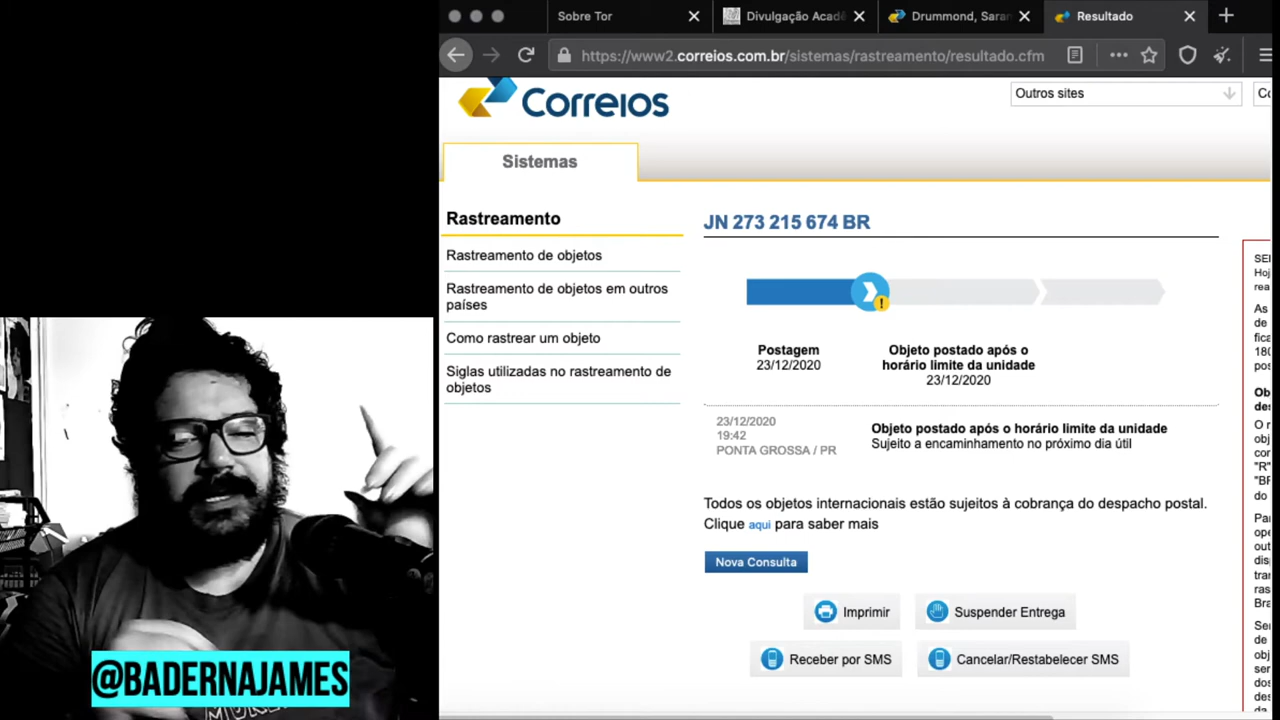 Sobre Tor
Divulgação Acadê
Drummond, Saran
Resultado
https://www2.correios.com.br/sistemas/rastreamento/resultado.cfm
Correios
Outros sites
Sistemas
Rastreamento
Rastreamento de objetos
Rastreamento de objetos em outros
países
Como rastrear um objeto
Siglas utilizadas no rastreamento de
objetos
JN 273 215 674 BR
Postagem
23/12/2020
Objeto postado após o
horário limite da unidade
23/12/2020
23/12/2020
19:42
PONTA GROSSA / PR
Objeto postado após o horário limite da unidade
Sujeito a encaminhamento no próximo dia útil
Todos os objetos internacionais estão sujeitos à cobrança do despacho postal.
Clique aqui para saber mais
Nova Consulta
Imprimir
Suspender Entrega
Receber por SMS
Cancelar/Restabelecer SMS
@BADERNAJAMES